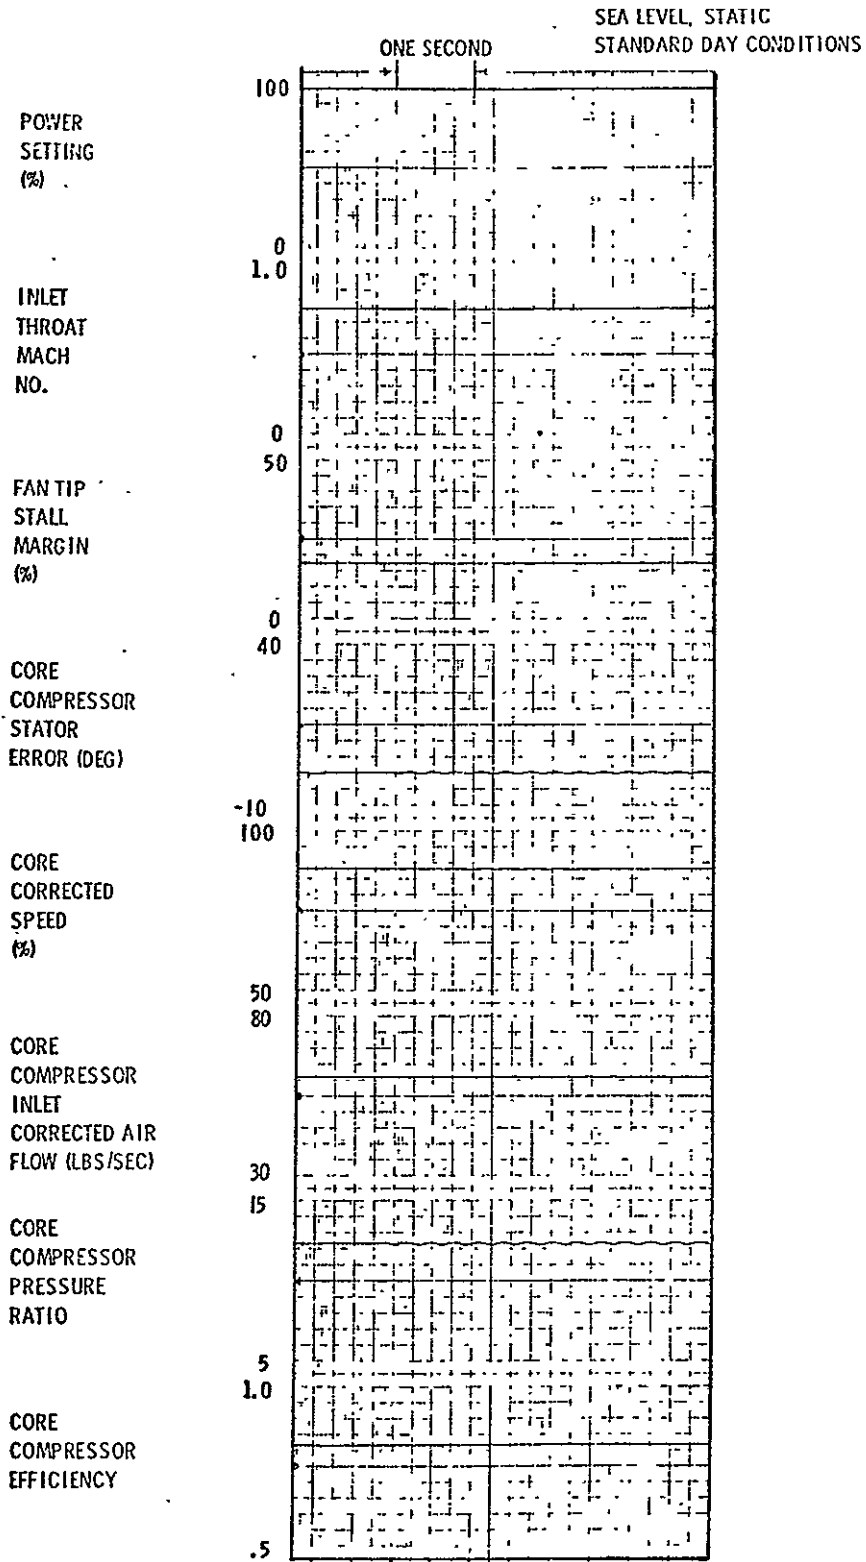 SEA LEVEL, STATIC
ONE SECOND STANDARD DAY CONDITIONS
100
POWER
SETTING
(%)
0
1.0
INLET
THROAT
MACH
NO.
0
50
FAN TIP
STALL
MARGIN
(%)
0
40
CORE
COMPRESSOR
STATOR
ERROR (DEG)
-10
100
CORE
CORRECTED
SPEED
(%)
50
80
CORE
COMPRESSOR
INLET
CORRECTED AIR
FLOW (LBS/SEC)
30
15
CORE
COMPRESSOR
PRESSURE
RATIO
5
1.0
CORE
COMPRESSOR
EFFICIENCY
.5